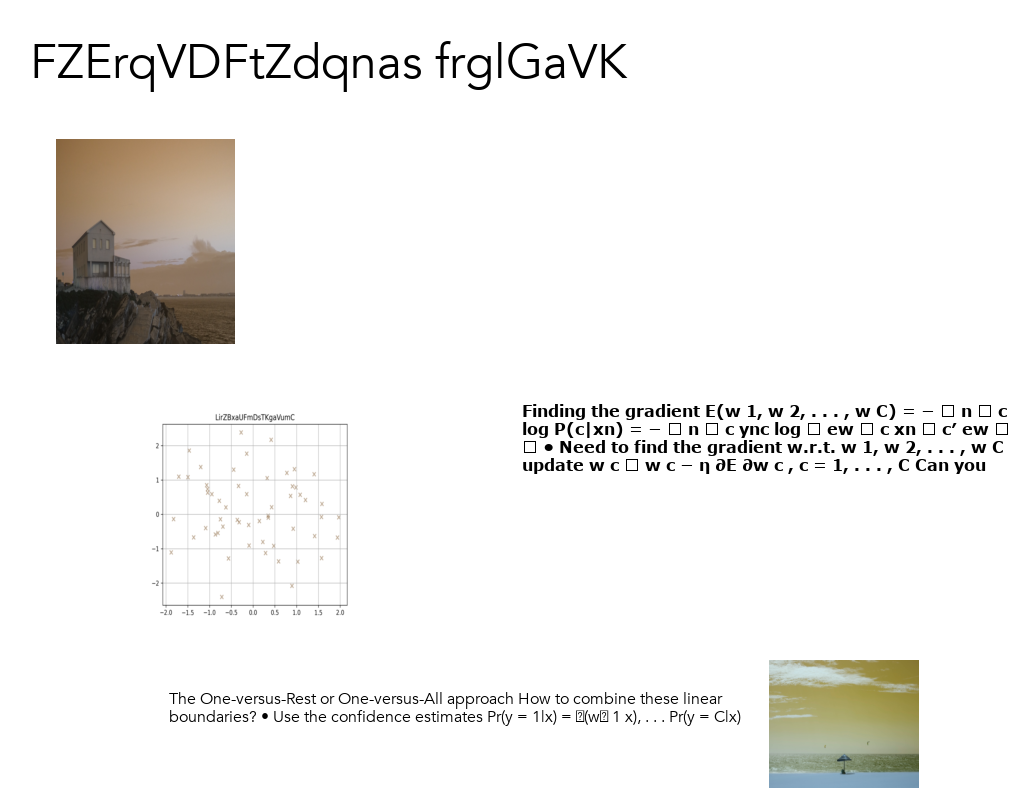 FZErqVDFtZdqnas frglGaVK
LirZBxaUFmDsTKgaVumC
2
1
0
−1
−2
−2.0 −1.5 −1.0 −0.5 0.0 0.5 1.0 1.5 2.0
Finding the gradient E(w 1, w 2, . . . , w C) = − □ n □ c
log P(c|xn) = − □ n □ c ync log □ ew □ c xn □ c′ ew □
□ • Need to find the gradient w.r.t. w 1, w 2, . . . , w C
update w c □ w c − η ∂E ∂w c , c = 1, . . . , C Can you
The One-versus-Rest or One-versus-All approach How to combine these linear
boundaries? • Use the confidence estimates Pr(y = 1|x) = □(w□ 1 x), . . . Pr(y = C|x)